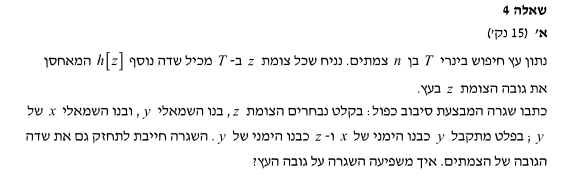 שאלה 4
א' (15 נק')
נתון עץ חיפוש בינרי T בן n צמתים. נניח שכל צומת z ב- T מכיל שדה נוסף h[z] המאחסן
את גובה הצומת z בעץ.
כתבו שגרה המבצעת סיבוב כפול: בקלט נבחרים הצומת z, בנו השמאלי y, ובנו השמאלי x של
y ; בפלט מתקבל y כבנו הימני של x ו- z כבנו הימני של y. השגרה חייבת לתחזק גם את שדה
הגובה של הצמתים. איך משפיעה השגרה על גובה העץ?